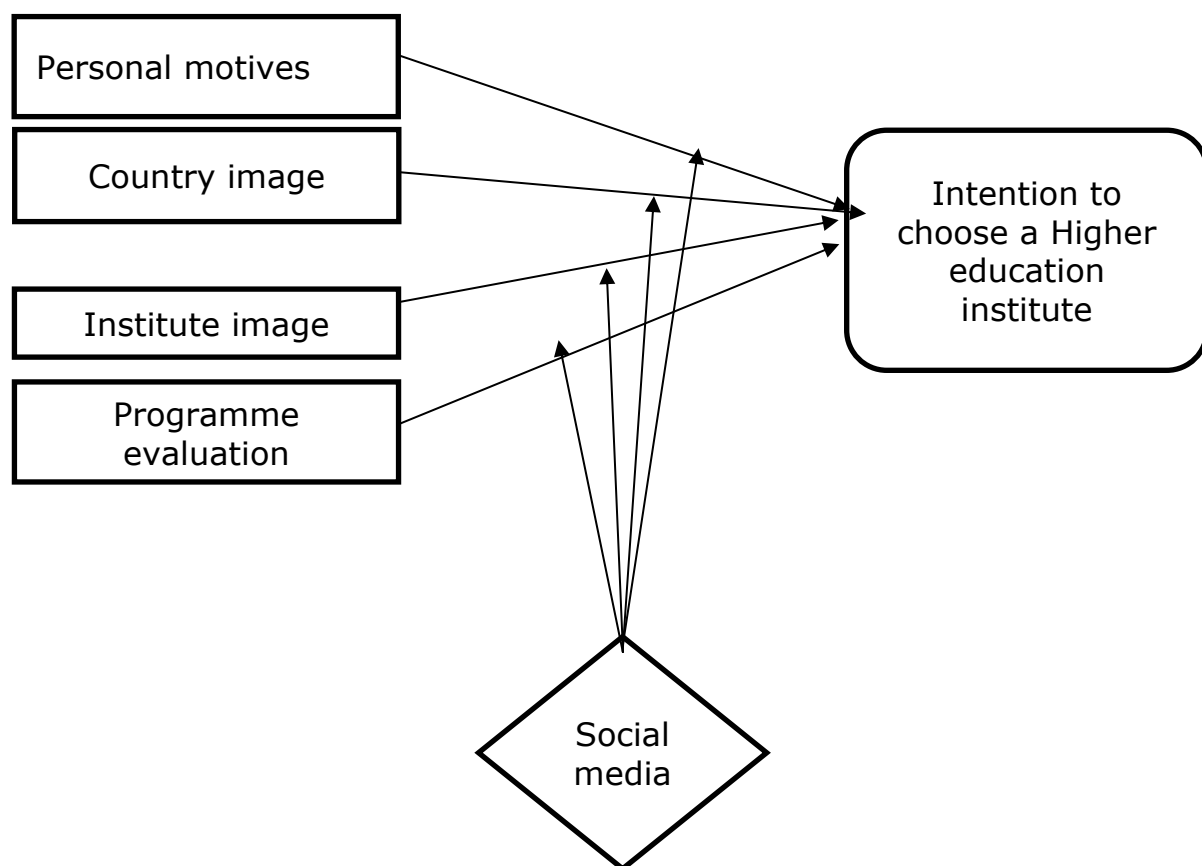 Personal motives
Country image
Institute image
Programme
evaluation
Intention to
choose a Higher
education
institute
Social
media